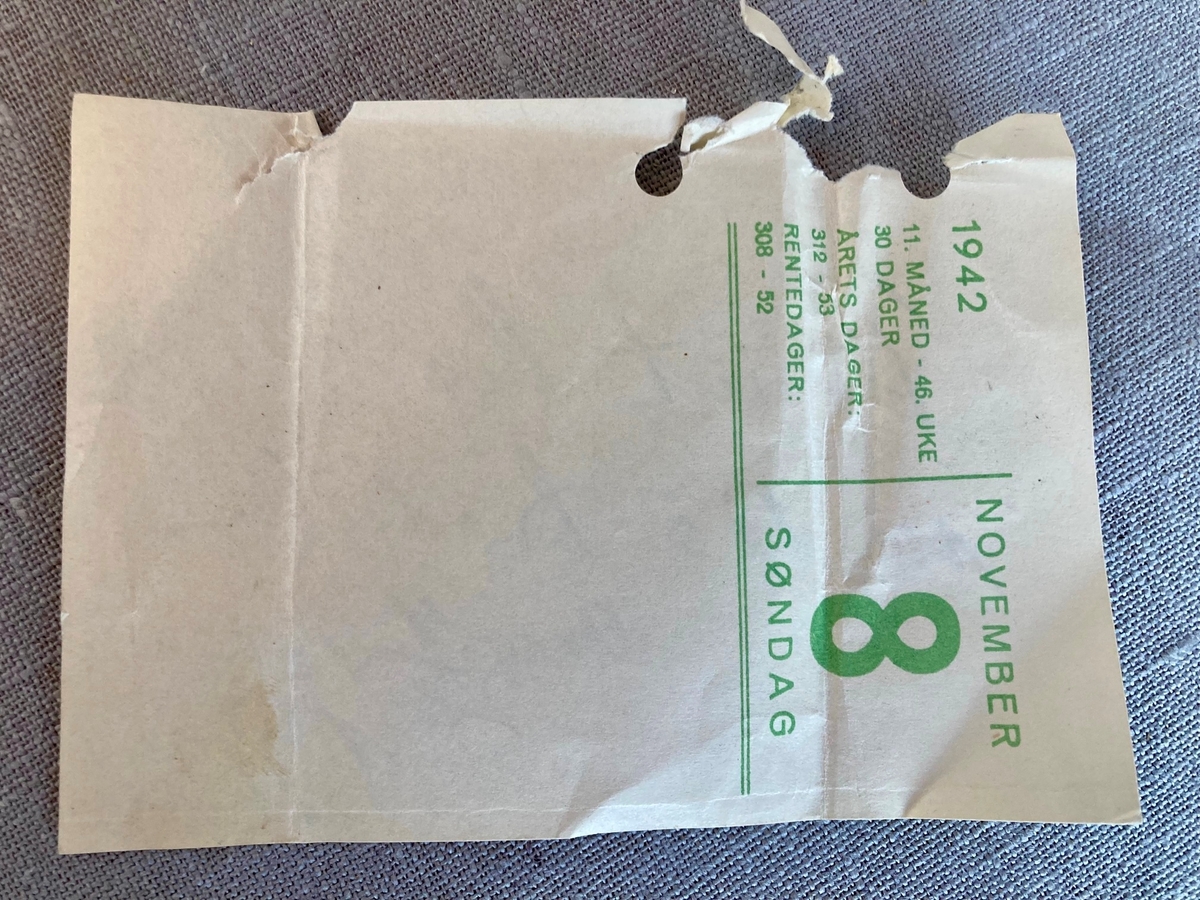 1942
11. MÅNED - 46. UKE
30 DAGER
ÅRETS DAGER:
312 - 53
RENTEDAGER:
308 - 52
NOVEMBER
8
SØNDAG